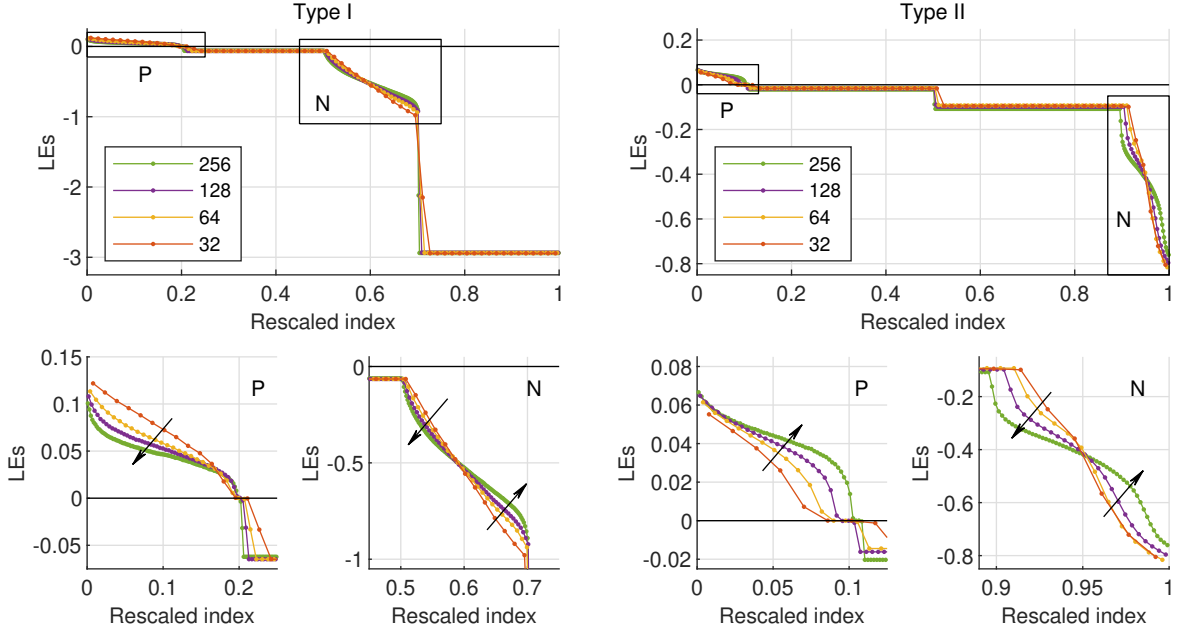 Type I
0
-1
-2
-3
LEs
P
N
256
128
64
32
0 0.2 0.4 0.6 0.8 1
Rescaled index
Type II
0.2
0
-0.2
-0.4
-0.6
-0.8
LEs
P
N
256
128
64
32
0 0.2 0.4 0.6 0.8 1
Rescaled index
0.15
0.1
0.05
0
-0.05
LEs
P
0 0.1 0.2
Rescaled index
0
-0.5
-1
LEs
N
0.5 0.6 0.7
Rescaled index
0.08
0.06
0.04
0.02
0
-0.02
LEs
P
0 0.05 0.1
Rescaled index
-0.2
-0.4
-0.6
-0.8
LEs
N
0.9 0.95 1
Rescaled index